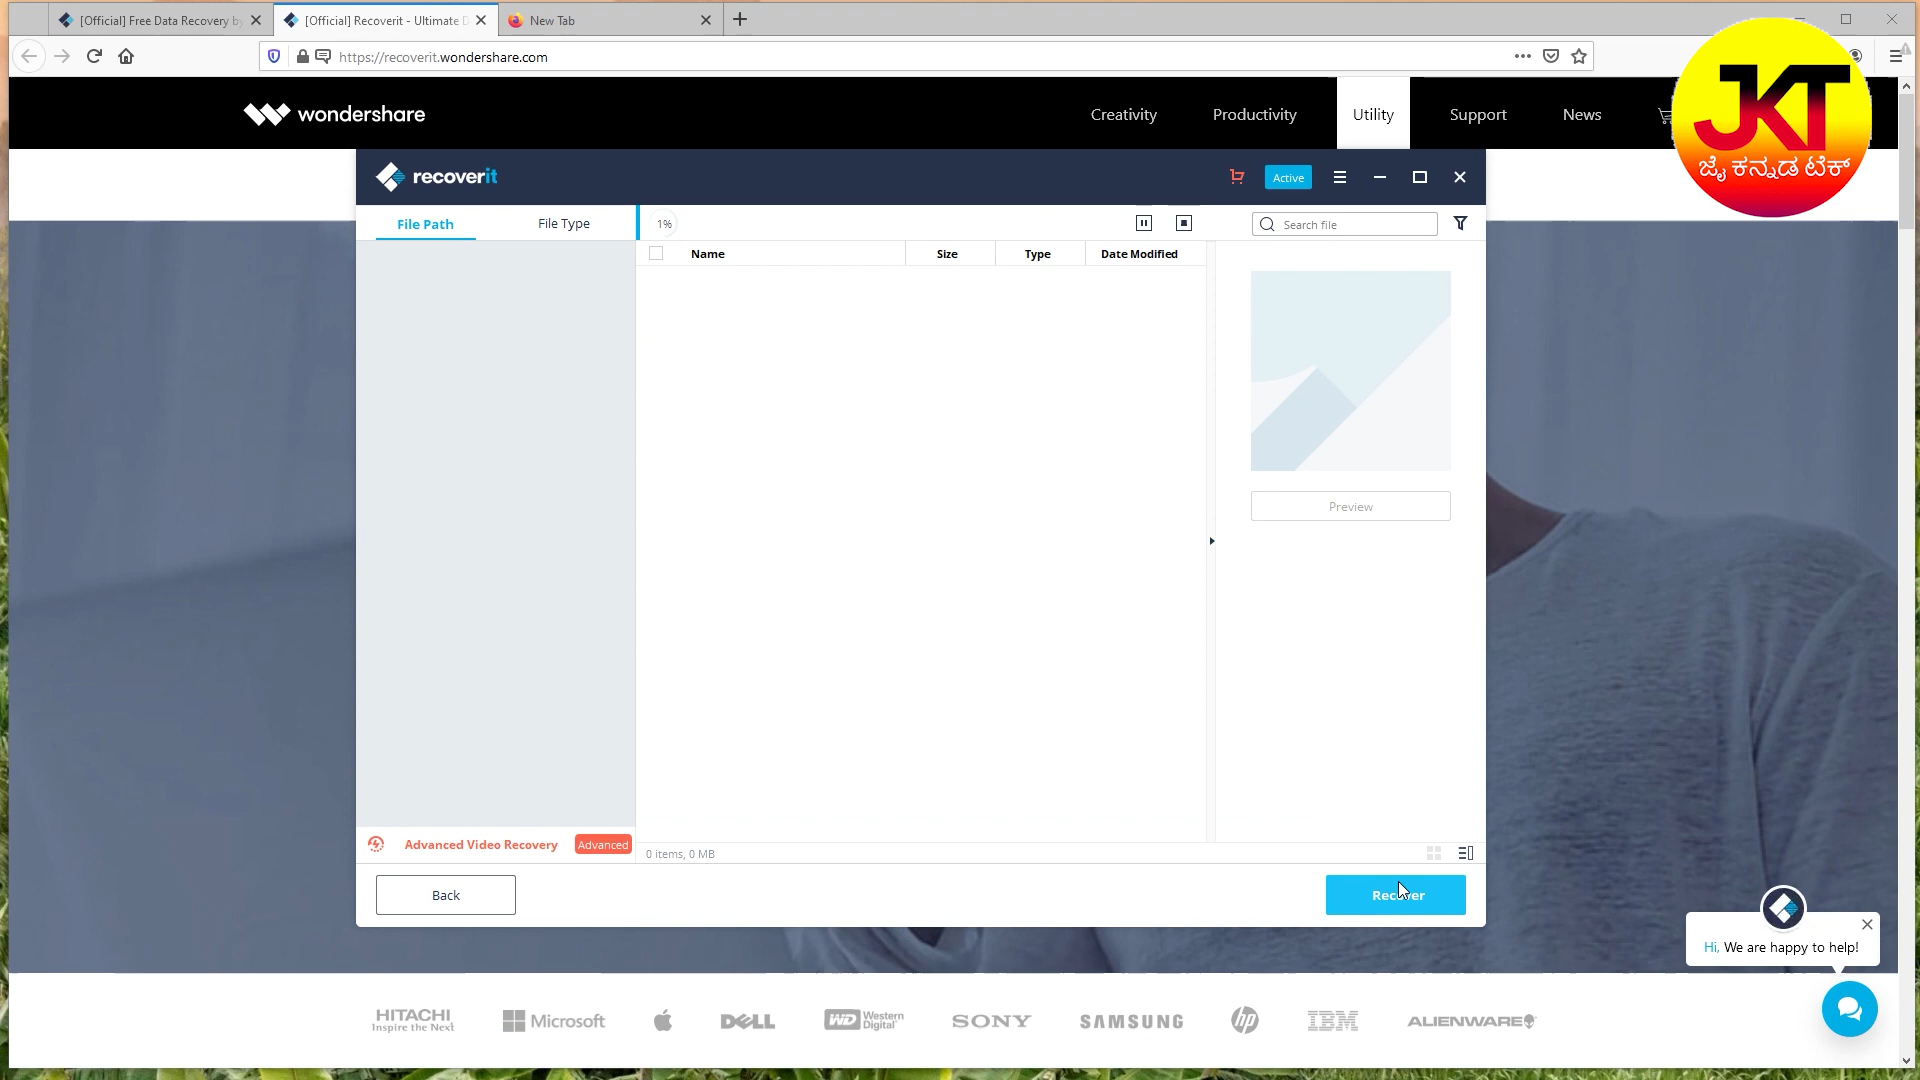 [Official] Free Data Recovery by
[Official] Recoverit - Ultimate D
New Tab
https://recoverit.wondershare.com
wondershare
Creativity
Productivity
Utility
Support
News
JKT
ಜೈ ಕನ್ನಡ ಟೆಕ್
recoverit
Active
File Path
File Type
1%
Search file
Name
Size
Type
Date Modified
Preview
Advanced Video Recovery
Advanced
0 items, 0 MB
Back
Recover
Hi, We are happy to help!
HITACHI
Inspire the Next
Microsoft
DELL
WD Western
Digital
SONY
SAMSUNG
hp
IBM
ALIENWARE